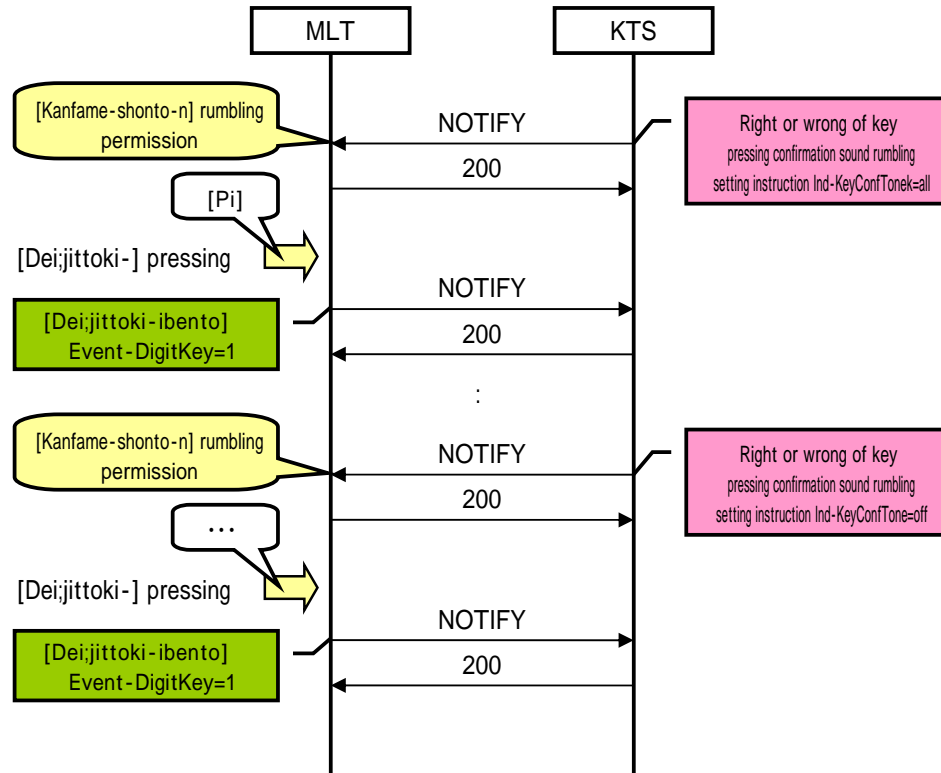 MLT
KTS
[Kanfame-shonto-n] rumbling
permission
NOTIFY
Right or wrong of key
pressing confirmation sound rumbling
setting instruction Ind-KeyConfTonek=all
200
[Pi]
[Dei;jittoki-] pressing
NOTIFY
[Dei;jittoki-ibento]
Event-DigitKey=1
200
:
[Kanfame-shonto-n] rumbling
permission
NOTIFY
Right or wrong of key
pressing confirmation sound rumbling
setting instruction Ind-KeyConfTone=off
200
...
[Dei;jittoki-] pressing
NOTIFY
[Dei;jittoki-ibento]
Event-DigitKey=1
200